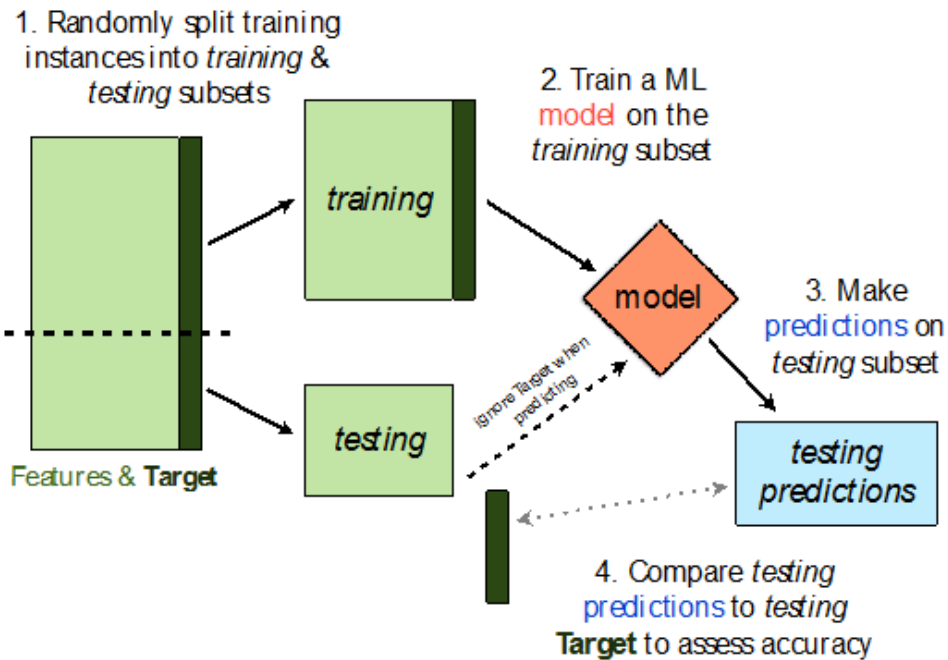 1. Randomly split training
instances into training &
testing subsets
2. Train a ML
model on the
training subset
training
model
3. Make
predictions on
testing subset
ignore Target when
predicting
testing
Features & Target
testing
predictions
4. Compare testing
predictions to testing
Target to assess accuracy